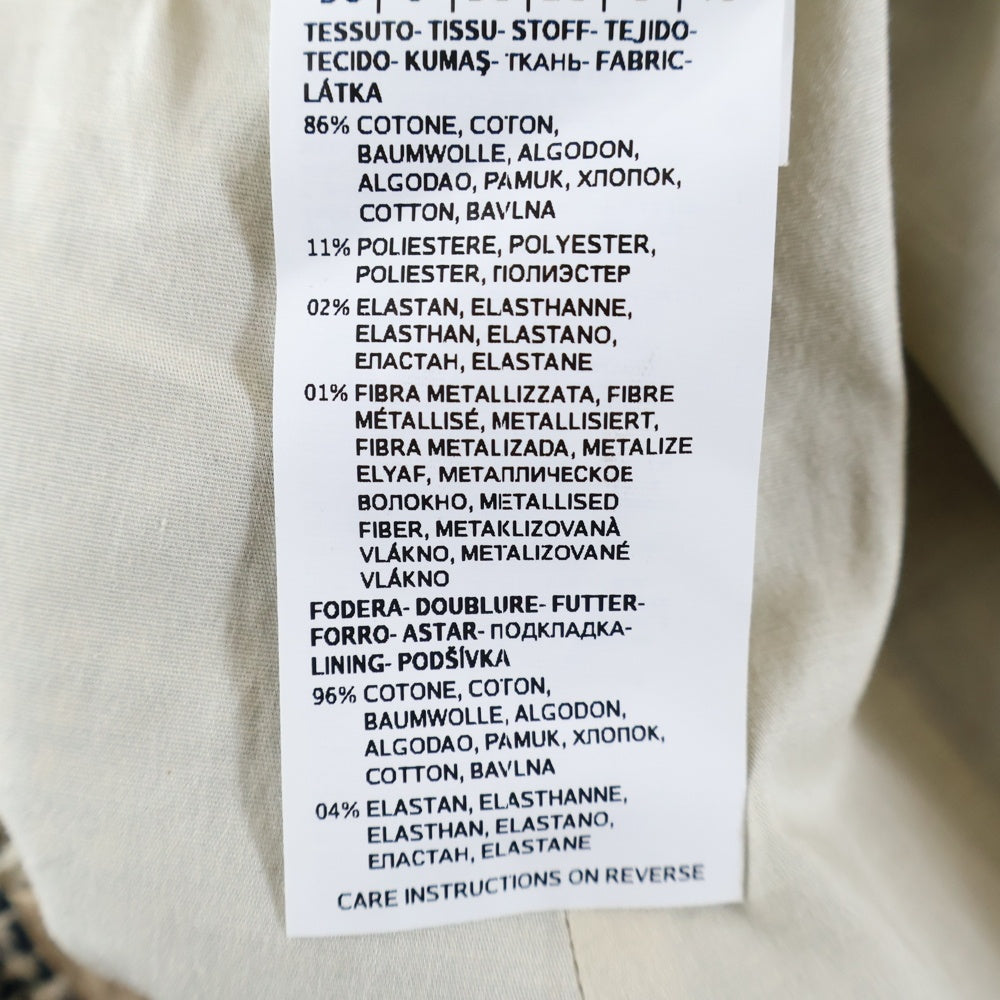 TESSUTO- TISSU- STOFF- TEJIDO-
TECIDO- KUMAŞ- ТКАНЬ- FABRIC-
LÁTKA
86% COTONE, COTON,
BAUMWOLLE, ALGODON,
ALGODAO, PAMUK, ХЛОПОК,
COTTON, BAVLNA
11% POLIESTERE, POLYESTER,
POLIESTER, ПОЛИЭСТЕР
02% ELASTAN, ELASTHANNE,
ELASTHAN, ELASTANO,
ЕЛАСТАН, ELASTANE
01% FIBRA METALLIZZATA, FIBRE
MÉTALLISÉ, METALLISIERT,
FIBRA METALIZADA, METALIZE
ELYAF, МЕТАЛЛИЧЕСКОЕ
ВОЛОКНО, METALLISED
FIBER, METAKLIZOVANÀ
VLÁKNO, METALIZOVANÉ
VLÁKNO
FODERA- DOUBLURE- FUTTER-
FORRO- ASTAR- ПОДКЛАДКА-
LINING- PODŠÍVKA
96% COTONE, COTON,
BAUMWOLLE, ALGODON,
ALGODAO, PAMUK, ХЛОПОК,
COTTON, BAVLNA
04% ELASTAN, ELASTHANNE,
ELASTHAN, ELASTANO,
ЕЛАСТАН, ELASTANE
CARE INSTRUCTIONS ON REVERSE